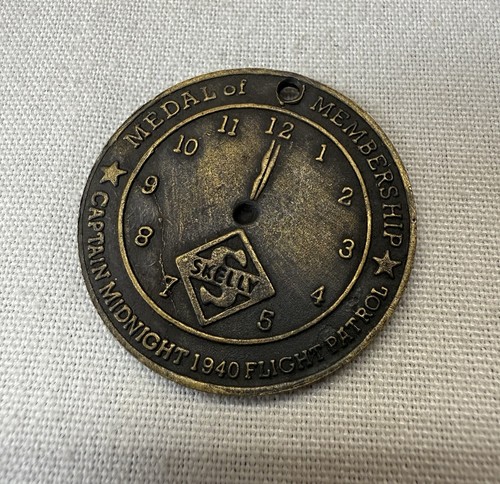 MEDAL of MEMBERSHIP
CAPTAIN MIDNIGHT 1940 FLIGHT PATROL
12
1
2
3
4
5
7
8
9
10
11
SKELLY
S